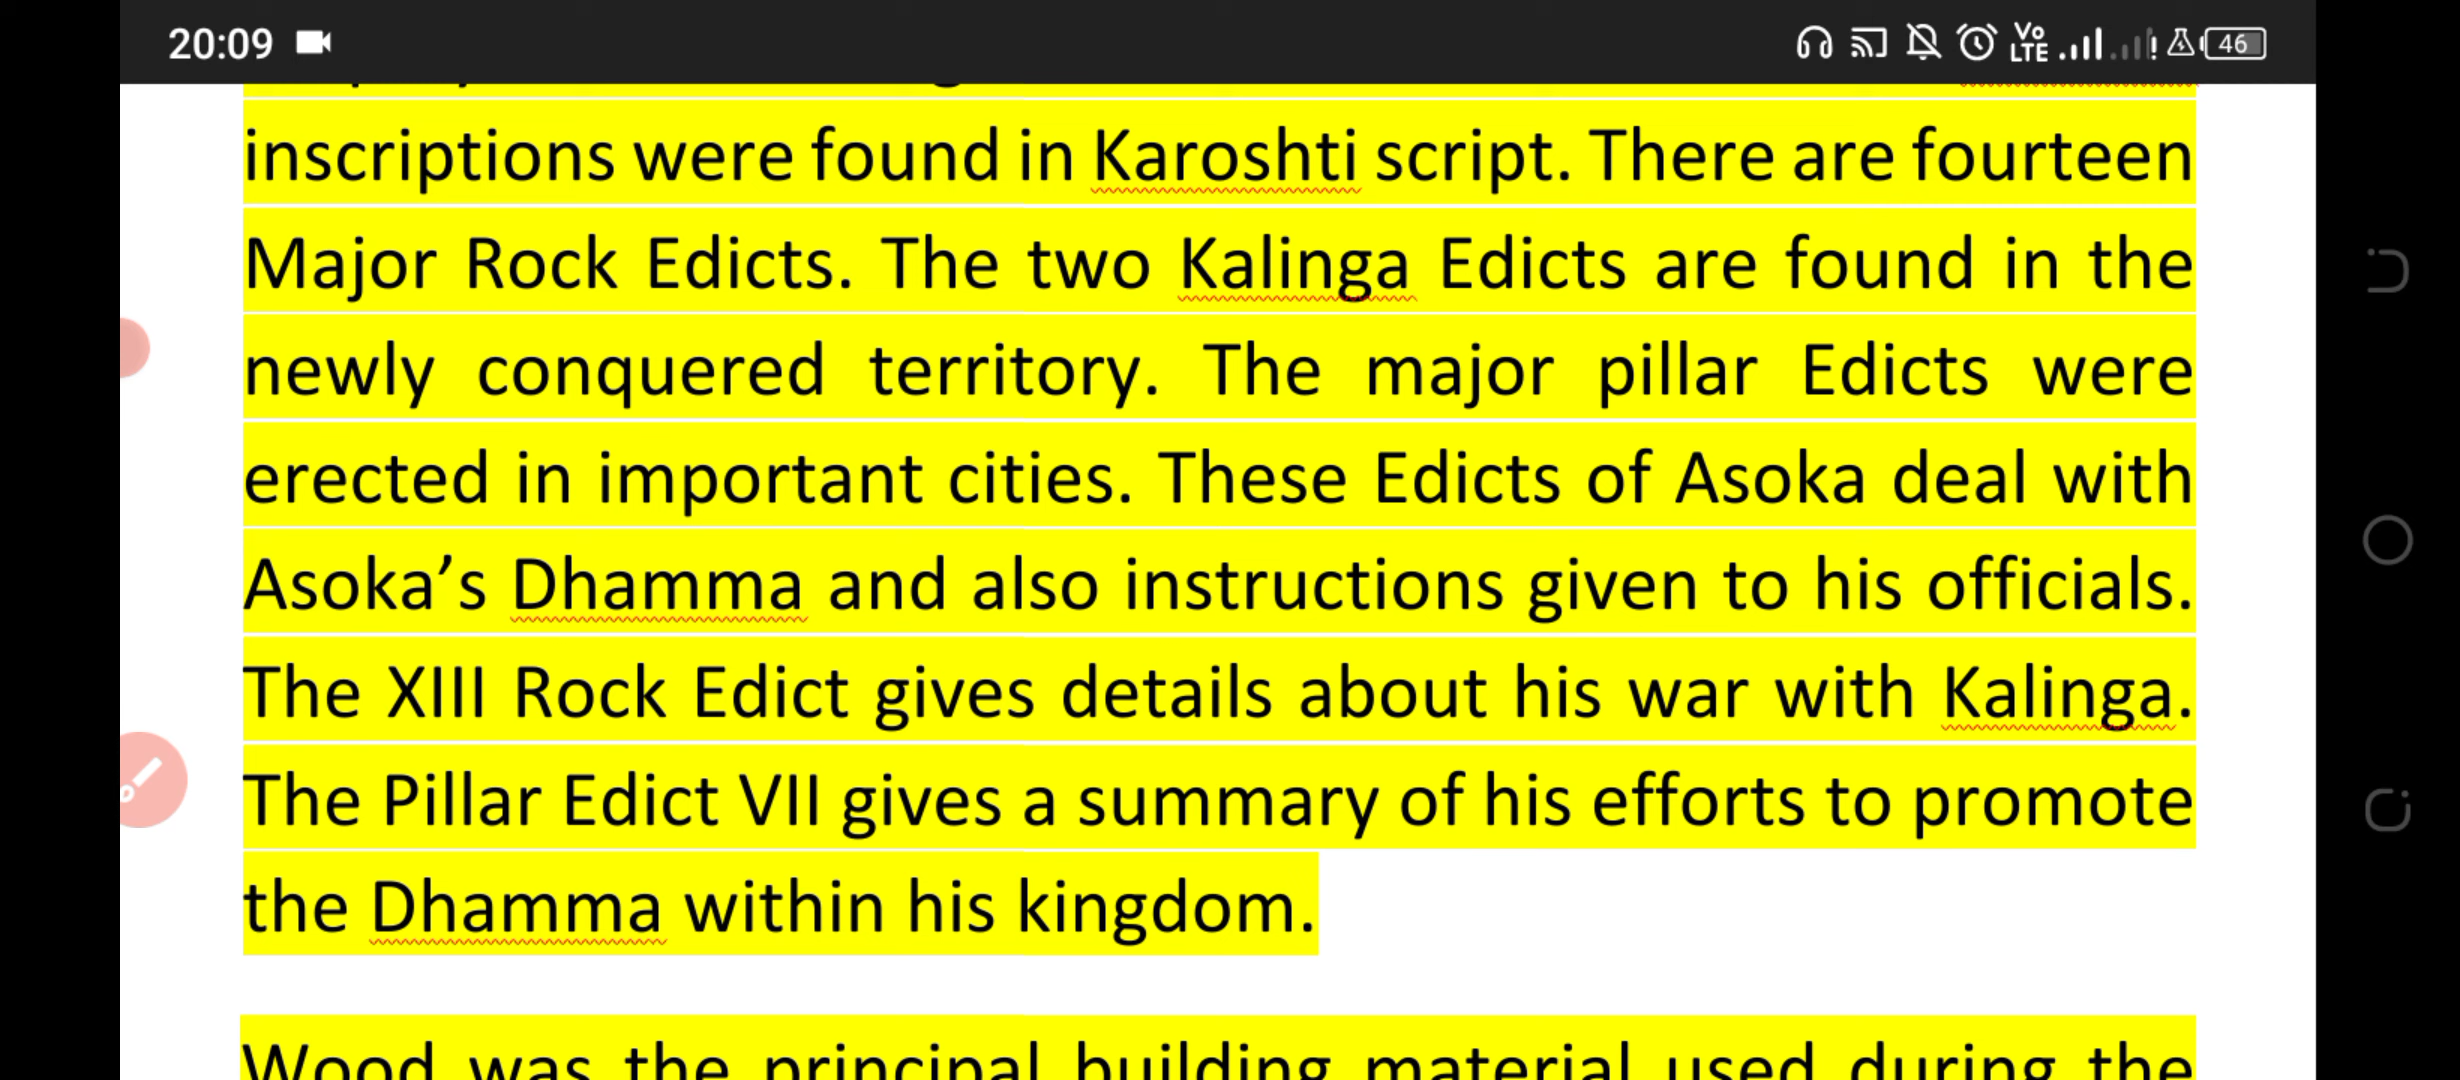 20:09 Vo LTE 46
inscriptions were found in Karoshti script. There are fourteen
Major Rock Edicts. The two Kalinga Edicts are found in the
newly conquered territory. The major pillar Edicts were
erected in important cities. These Edicts of Asoka deal with
Asoka’s Dhamma and also instructions given to his officials.
The XIII Rock Edict gives details about his war with Kalinga.
The Pillar Edict VII gives a summary of his efforts to promote
the Dhamma within his kingdom.
Wood was the principal building material used during the